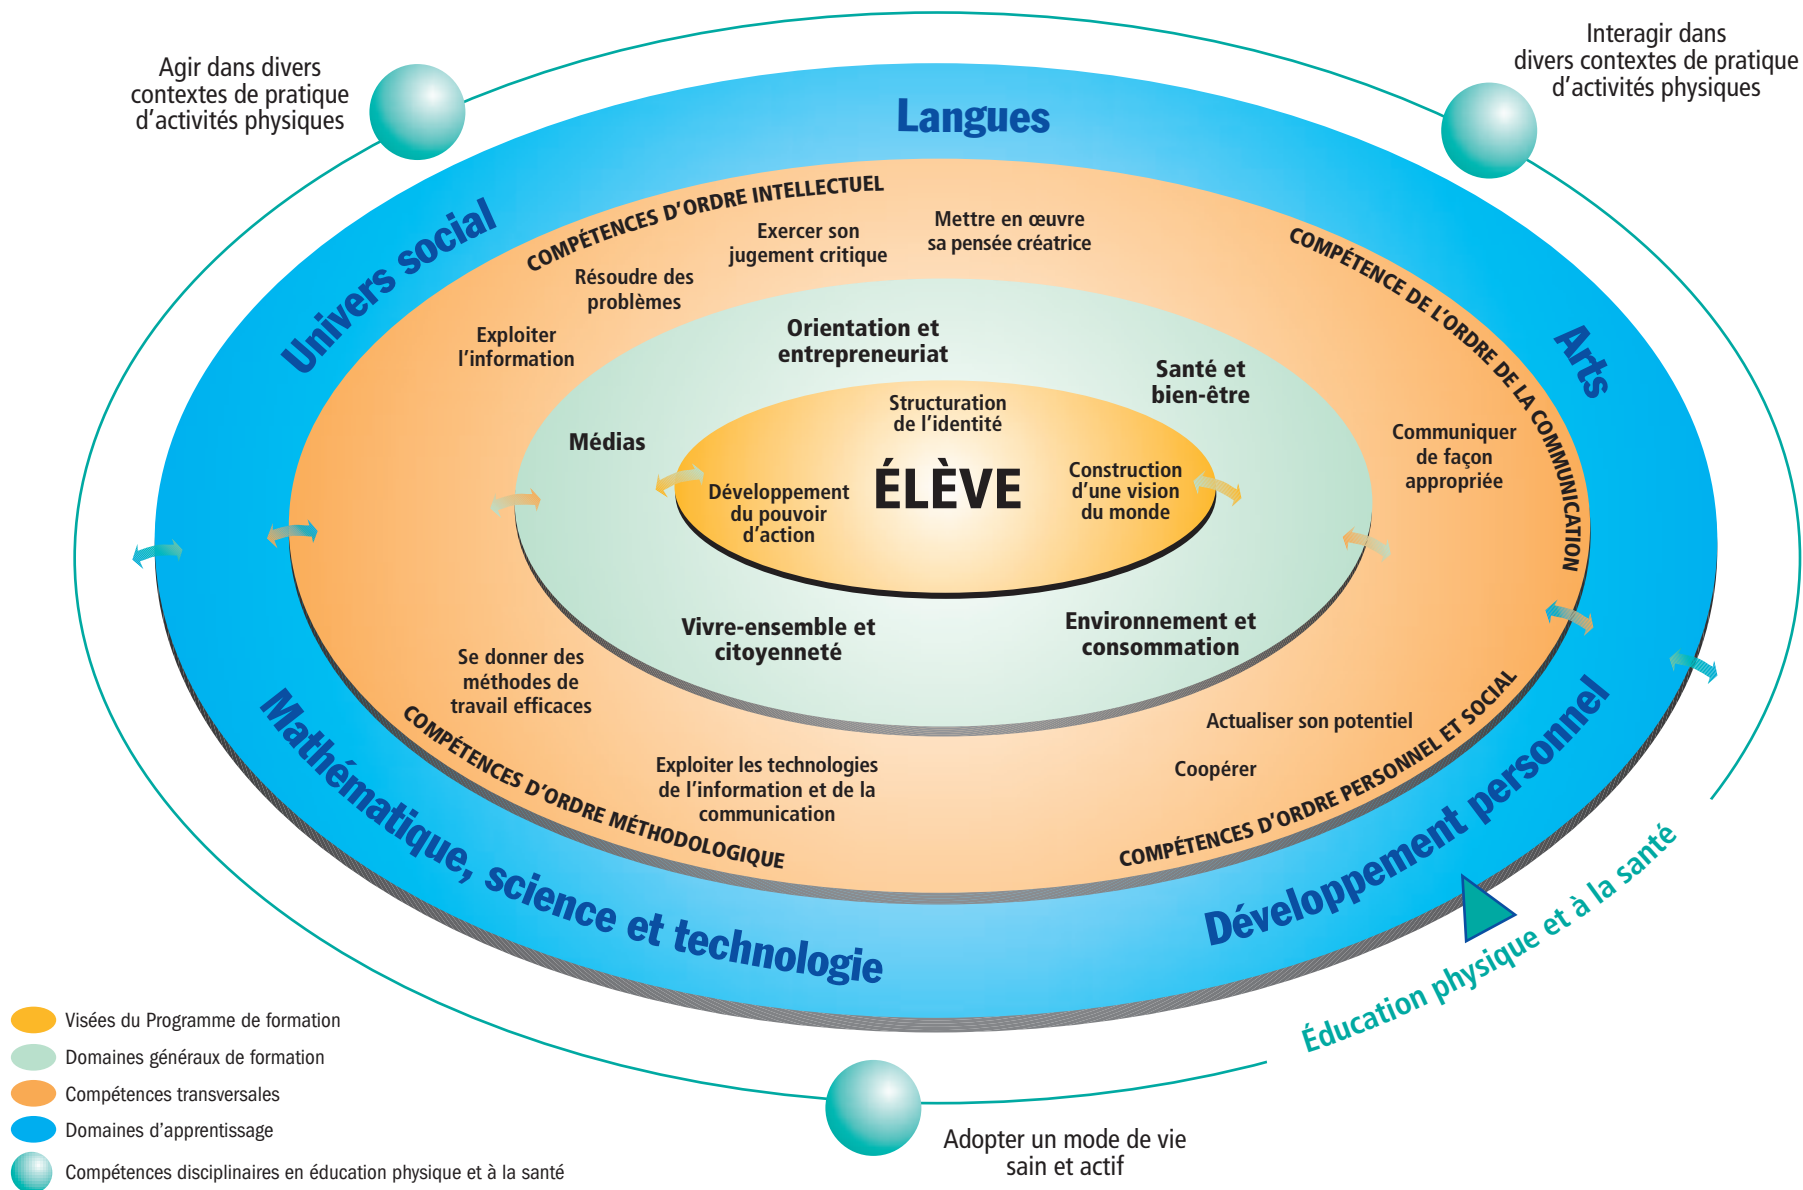 Agir dans divers
contextes de pratique
d’activités physiques
Interagir dans
divers contextes de pratique
d’activités physiques
Langues
Univers social
Arts
COMPÉTENCES D’ORDRE INTELLECTUEL
Exploiter
l’information
Résoudre des
problèmes
Exercer son
jugement critique
Mettre en œuvre
sa pensée créatrice
COMPÉTENCE DE L’ORDRE DE LA COMMUNICATION
Communiquer
de façon
appropriée
Orientation et
entrepreneuriat
Santé et
bien-être
Médias
Structuration
de l’identité
ÉLÈVE
Développement
du pouvoir
d’action
Construction
d’une vision
du monde
Vivre-ensemble et
citoyenneté
Environnement et
consommation
Se donner des
méthodes de
travail efficaces
Exploiter les technologies
de l’information et de la
communication
COMPÉTENCES D’ORDRE MÉTHODOLOGIQUE
Actualiser son potentiel
Coopérer
COMPÉTENCES D’ORDRE PERSONNEL ET SOCIAL
Mathématique, science et technologie
Développement personnel
Éducation physique et à la santé
Adopter un mode de vie
sain et actif
Visées du Programme de formation
Domaines généraux de formation
Compétences transversales
Domaines d’apprentissage
Compétences disciplinaires en éducation physique et à la santé